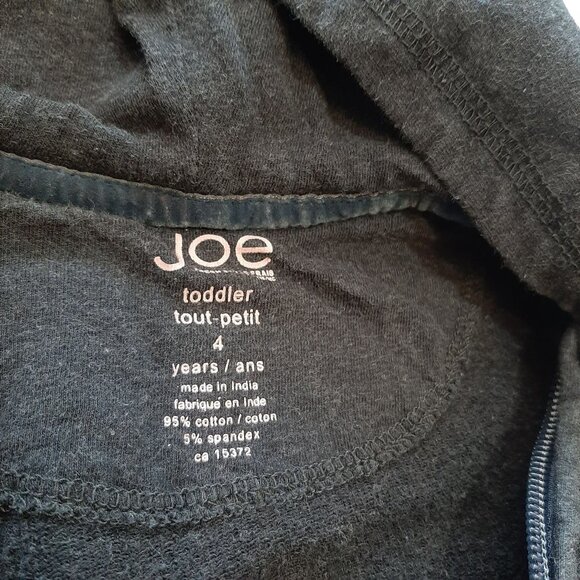 Joe
toddler
tout-petit
4
years / ans
made in India
fabriqué en Inde
95% cotton / coton
5% spandex
ca 15372